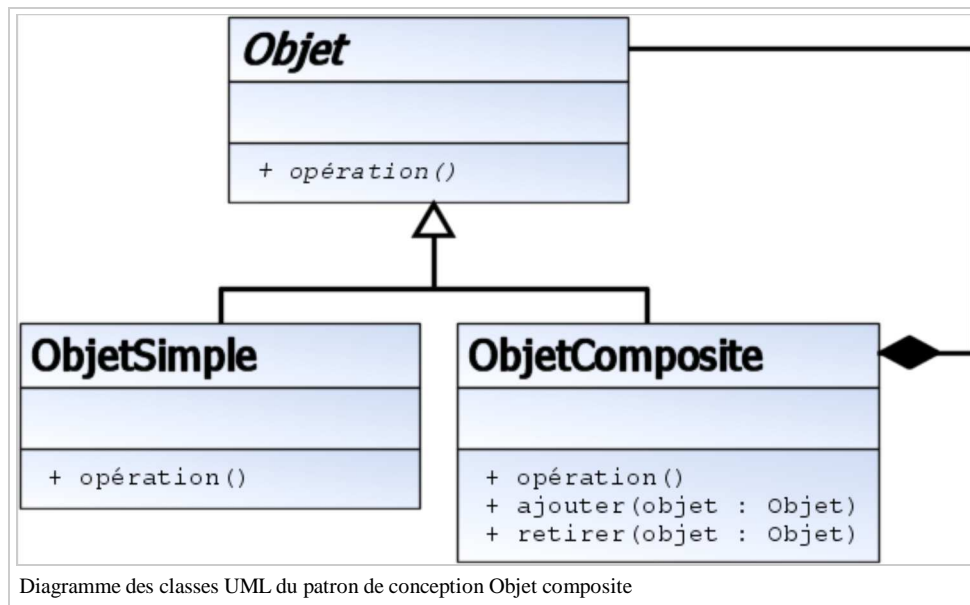 Objet
+ opération()
ObjetSimple
+ opération()
ObjetComposite
+ opération()
+ ajouter(objet : Objet)
+ retirer(objet : Objet)
Diagramme des classes UML du patron de conception Objet composite